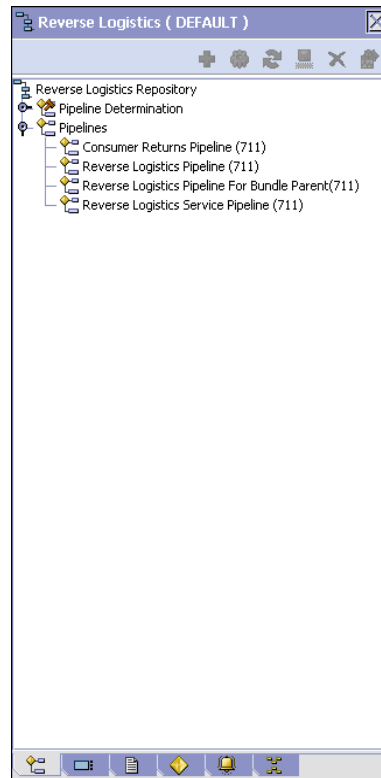 Reverse Logistics ( DEFAULT )
Reverse Logistics Repository
Pipeline Determination
Pipelines
Consumer Returns Pipeline (711)
Reverse Logistics Pipeline (711)
Reverse Logistics Pipeline For Bundle Parent(711)
Reverse Logistics Service Pipeline (711)